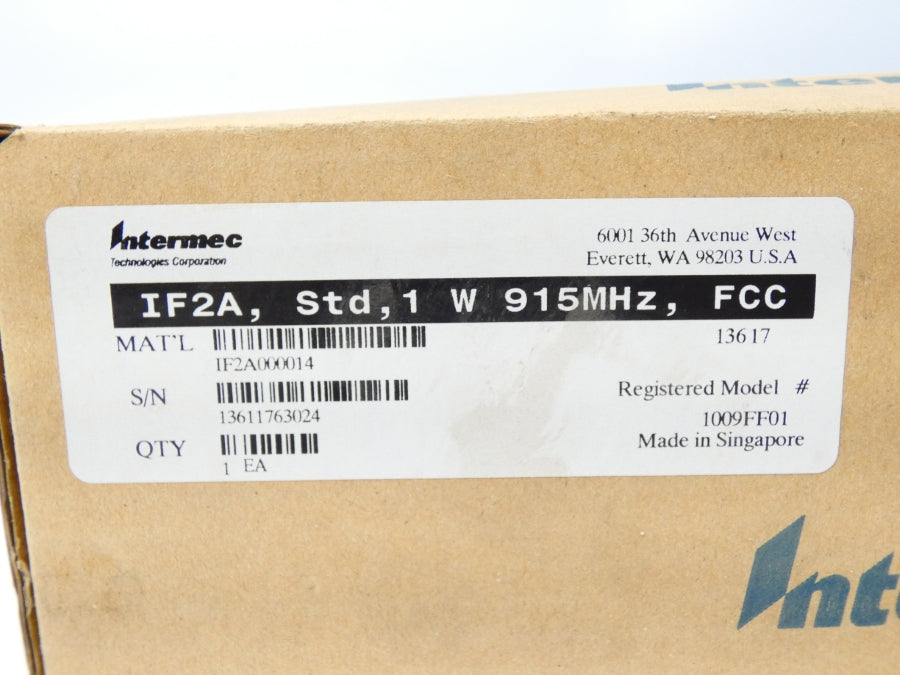 Intermec
Technologies Corporation
6001 36th Avenue West
Everett, WA 98203 U.S.A
IF2A, Std,1 W 915MHz, FCC
MAT'L
IF2A000014
13617
S/N
13611763024
Registered Model #
1009FF01
QTY
1 EA
Made in Singapore
Inte